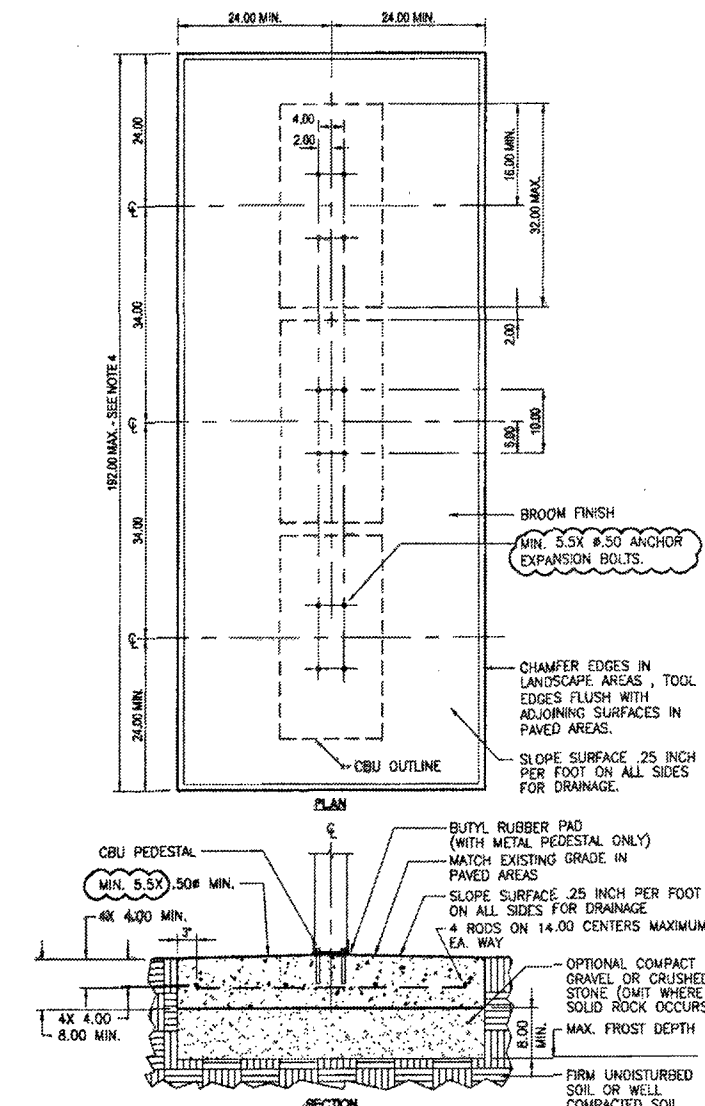 24.00 MIN.
24.00 MIN.
24.00
4.00
2.00
16.00 MIN.
32.00 MAX.
34.00
2.00
192.00 MAX. - SEE NOTE 4
10.00
5.00
34.00
BROOM FINISH
MIN. 5.5X ø.50 ANCHOR
EXPANSION BOLTS.
24.00 MIN.
CHAMFER EDGES IN
LANDSCAPE AREAS , TOOL
EDGES FLUSH WITH
ADJOINING SURFACES IN
PAVED AREAS.
CBU OUTLINE
SLOPE SURFACE .25 INCH
PER FOOT ON ALL SIDES
FOR DRAINAGE.
PLAN
CBU PEDESTAL
BUTYL RUBBER PAD
(WITH METAL PEDESTAL ONLY)
MATCH EXISTING GRADE IN
PAVED AREAS
MIN. 5.5X .50ø MIN.
SLOPE SURFACE .25 INCH PER FOOT
ON ALL SIDES FOR DRAINAGE
4X 4.00 MIN.
3"
4 RODS ON 14.00 CENTERS MAXIMUM
EA. WAY
OPTIONAL COMPACT
GRAVEL OR CRUSHED
STONE (OMIT WHERE
SOLID ROCK OCCURS
4X 4.00
8.00 MIN.
8.00
MIN.
MAX. FROST DEPTH
FIRM UNDISTURBED
SOIL OR WELL
COMPACTED SOIL
SECTION